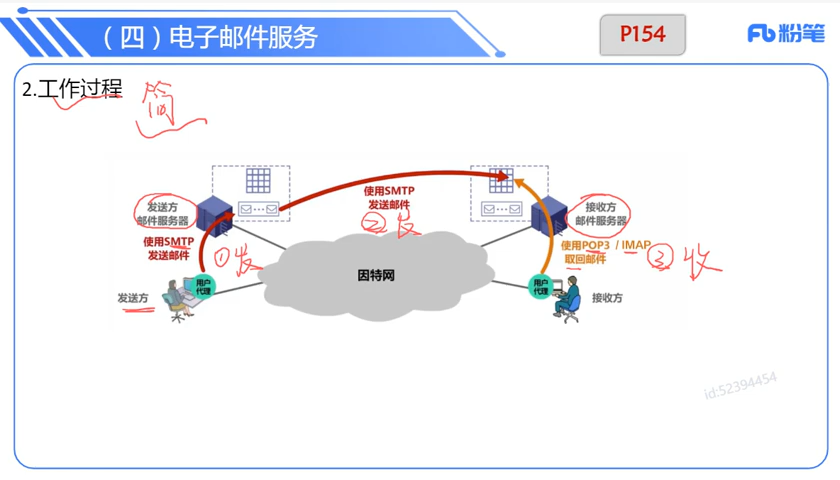 （四）电子邮件服务
P154
粉笔
2.工作过程
简
发送方
邮件服务器
使用SMTP
发送邮件
使用SMTP
发送邮件
②发
接收方
邮件服务器
使用POP3 / IMAP
取回邮件
①发
③收
因特网
发送方
用户
代理
用户
代理
接收方
id:52394454